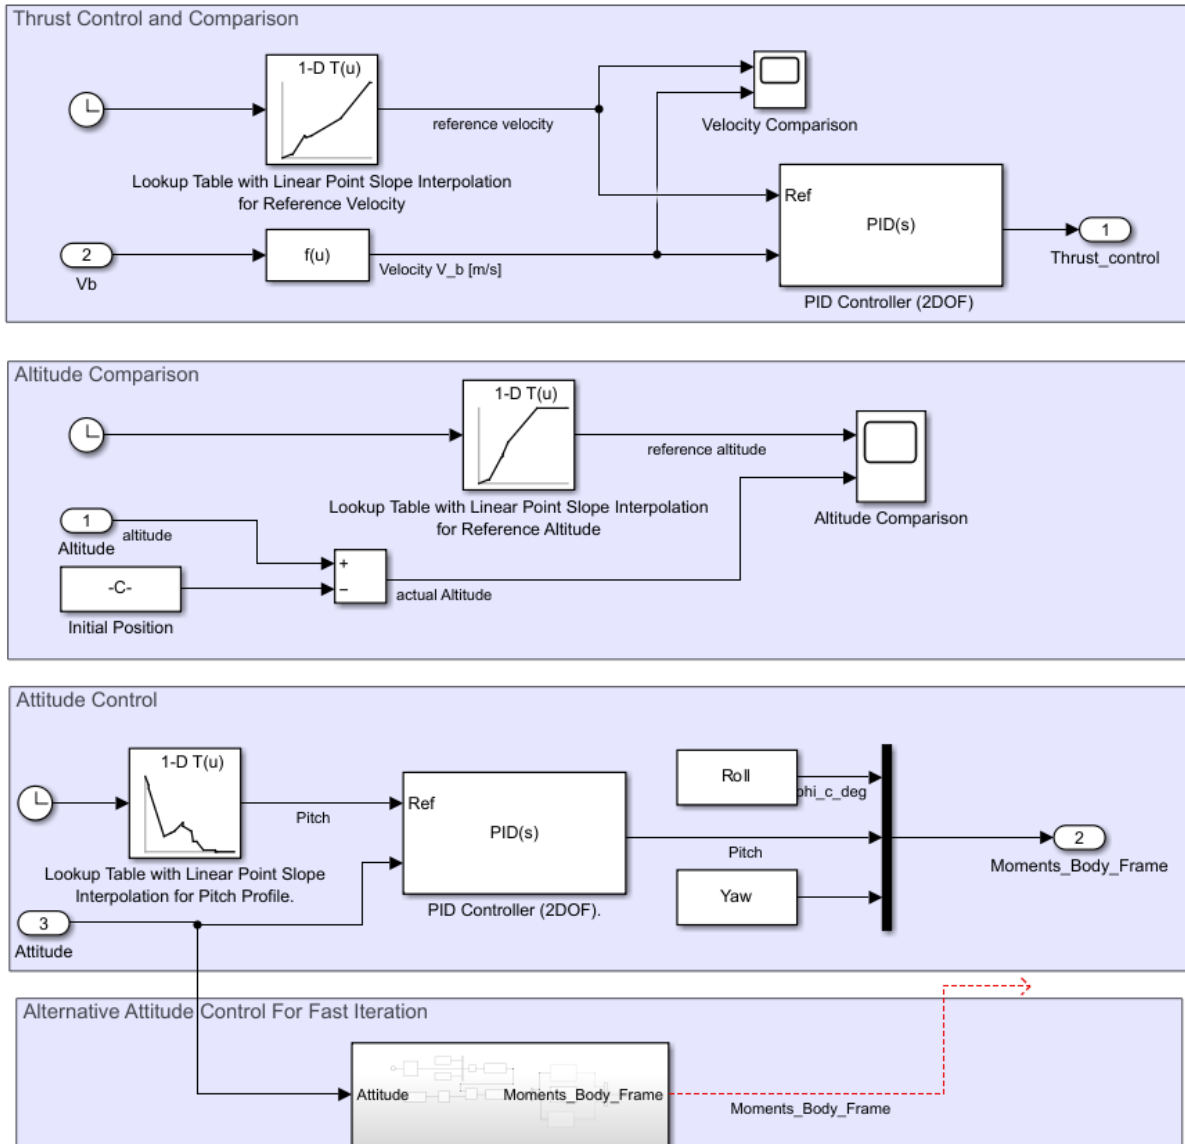 Thrust Control and Comparison
1-D T(u)
reference velocity
Velocity Comparison
Lookup Table with Linear Point Slope Interpolation
for Reference Velocity
Ref
PID(s)
1
Thrust_control
PID Controller (2DOF)
2
Vb
f(u)
Velocity V_b [m/s]
Altitude Comparison
1-D T(u)
reference altitude
Lookup Table with Linear Point Slope Interpolation
for Reference Altitude
Altitude Comparison
1
Altitude
altitude
+
−
-C-
Initial Position
actual Altitude
Attitude Control
1-D T(u)
Pitch
Lookup Table with Linear Point Slope
Interpolation for Pitch Profile.
Ref
PID(s)
PID Controller (2DOF).
Roll
phi_c_deg
Pitch
Yaw
2
Moments_Body_Frame
3
Attitude
Alternative Attitude Control For Fast Iteration
Attitude
Moments_Body_Frame
Moments_Body_Frame